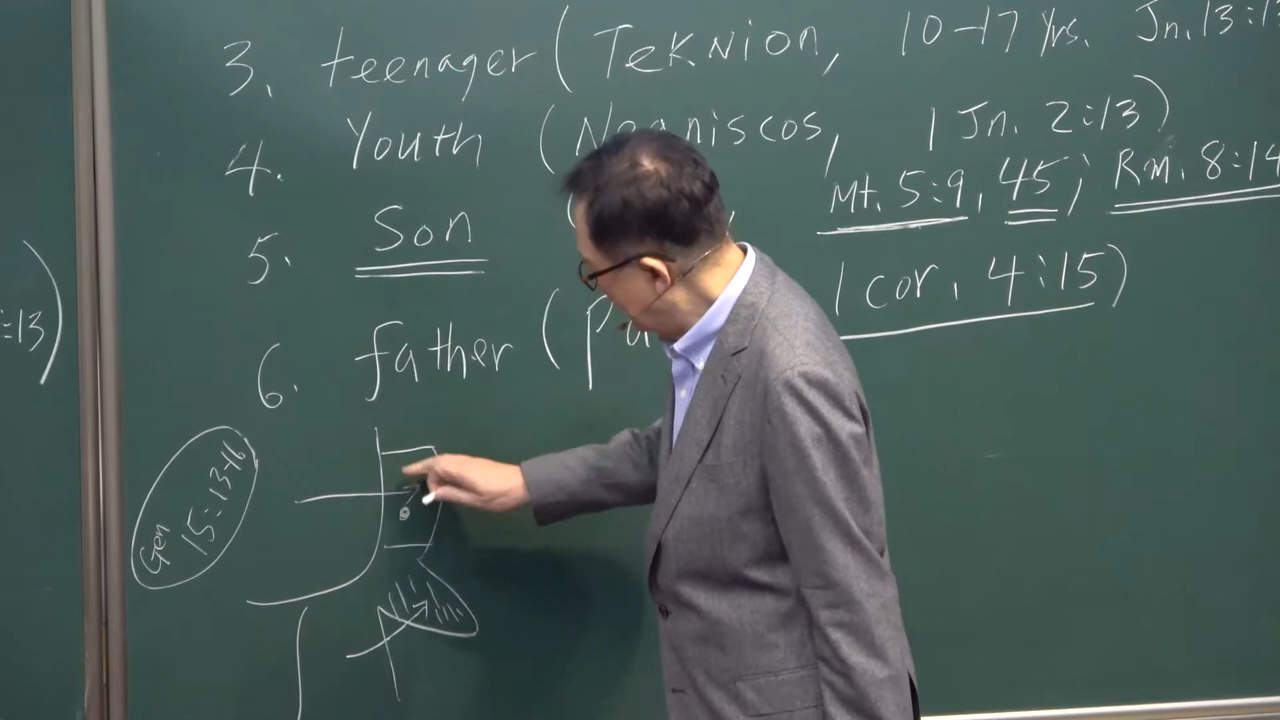 3. teenager (Teknion, 10-17 Yrs. Jn. 13:
4. Youth ( 1 Jn. 2:13)
5. Son ( Mt. 5:9, 45; Rm. 8:14
6. father (Pa 1 Cor. 4:15)
:13)
Gen 15:13-16